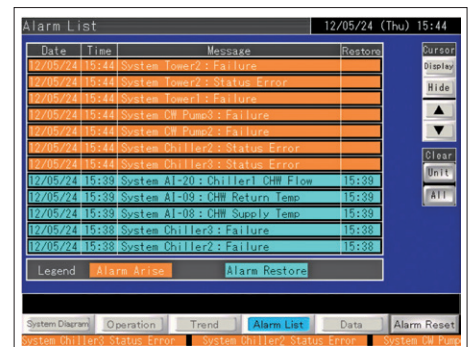 Alarm List 12/05/24 (Thu) 15:44
Date Time Message Restore
12/05/24 15:44 System Tower2 : Failure
12/05/24 15:44 System Tower2 : Status Error
12/05/24 15:44 System Tower1 : Failure
12/05/24 15:44 System CW Pump3 : Failure
12/05/24 15:44 System CW Pump2 : Failure
12/05/24 15:44 System Chiller2 : Status Error
12/05/24 15:44 System Chiller3 : Status Error
12/05/24 15:39 System AI-20 : Chiller1 CHW Flow 15:39
12/05/24 15:39 System AI-09 : CHW Return Temp 15:39
12/05/24 15:39 System AI-08 : CHW Supply Temp 15:39
12/05/24 15:38 System Chiller3 : Failure 15:38
12/05/24 15:38 System Chiller2 : Failure 15:38
Legend Alarm Arise Alarm Restore
Cursor
Display
Hide
▲
▼
Clear
Unit
All
System Diagram Operation Trend Alarm List Data Alarm Reset
System Chiller3 Status Error System Chiller2 Status Error System CW Pump